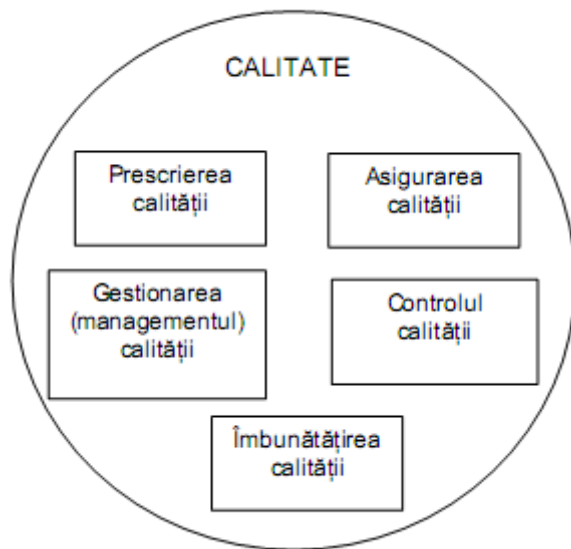 CALITATE
Prescrierea
calității
Asigurarea
calității
Gestionarea
(managementul)
calității
Controlul
calității
Îmbunătățirea
calității